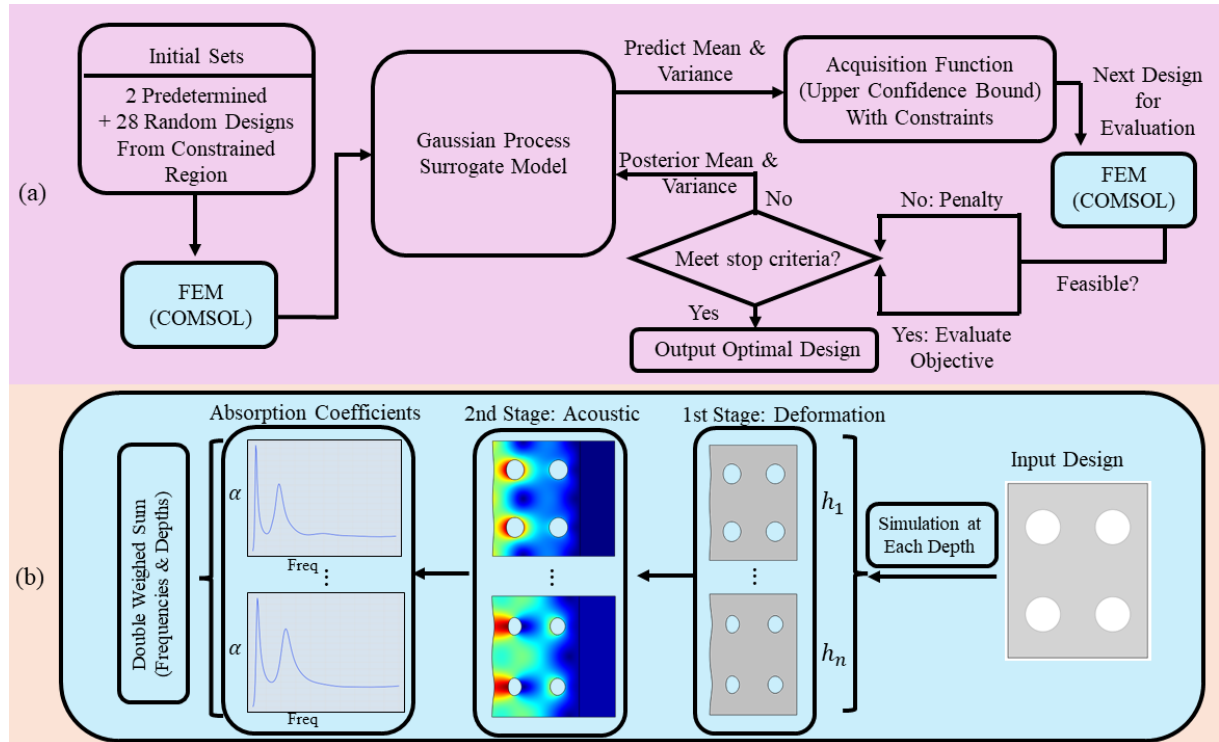 (a)
Initial Sets
2 Predetermined
+ 28 Random Designs
From Constrained
Region
FEM
(COMSOL)
Gaussian Process
Surrogate Model
Predict Mean &
Variance
Acquisition Function
(Upper Confidence Bound)
With Constraints
Next Design
for
Evaluation
FEM
(COMSOL)
Feasible?
No: Penalty
Yes: Evaluate
Objective
Meet stop criteria?
No
Posterior Mean &
Variance
Yes
Output Optimal Design
(b)
Input Design
Simulation at
Each Depth
1st Stage: Deformation
h₁
⋮
hₙ
2nd Stage: Acoustic
⋮
Absorption Coefficients
α
Freq
⋮
α
Freq
Double Weighed Sum
(Frequencies & Depths)